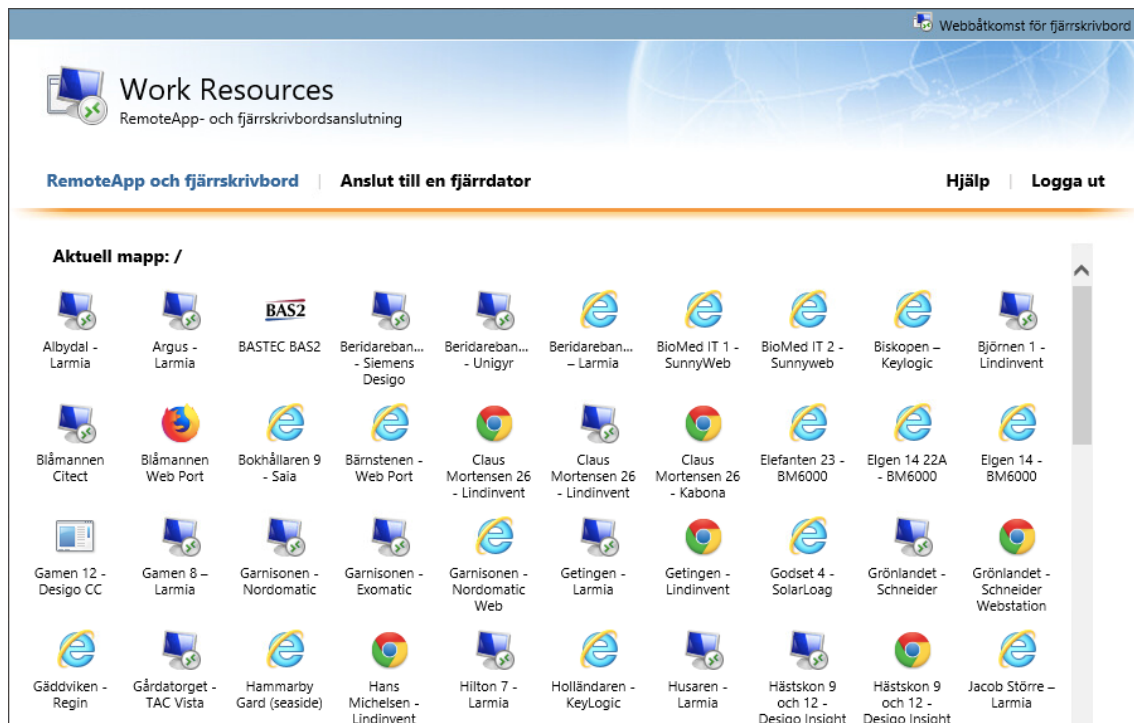 Webbåtkomst för fjärrskrivbord
Work Resources
RemoteApp- och fjärrskrivbordsanslutning
RemoteApp och fjärrskrivbord | Anslut till en fjärrdator
Hjälp | Logga ut
Aktuell mapp: /
BAS2
Albydal -
Larmia
Argus -
Larmia
BASTEC BAS2
Beridareban...
- Siemens
Desigo
Beridareban...
- Unigyr
Beridareban...
– Larmia
BioMed IT 1 -
SunnyWeb
BioMed IT 2 -
Sunnyweb
Biskopen –
Keylogic
Björnen 1 -
Lindinvent
Blåmannen
Citect
Blåmannen
Web Port
Bokhållaren 9
- Saia
Bärnstenen -
Web Port
Claus
Mortensen 26
- Lindinvent
Claus
Mortensen 26
- Lindinvent
Claus
Mortensen 26
- Kabona
Elefanten 23 -
BM6000
Elgen 14 22A
- BM6000
Elgen 14 -
BM6000
Gamen 12 -
Desigo CC
Gamen 8 –
Larmia
Garnisonen -
Nordomatic
Garnisonen -
Exomatic
Garnisonen -
Nordomatic
Web
Getingen -
Larmia
Getingen -
Lindinvent
Godset 4 -
SolarLoag
Grönlandet -
Schneider
Grönlandet -
Schneider
Webstation
Gäddviken -
Regin
Gårdatorget -
TAC Vista
Hammarby
Gard (seaside)
Hans
Michelsen -
Lindinvent
Hilton 7 -
Larmia
Holländaren -
KeyLogic
Husaren -
Larmia
Hästskon 9
och 12 -
Desigo Insight
Hästskon 9
och 12 -
Desigo Insight
Jacob Större –
Larmia